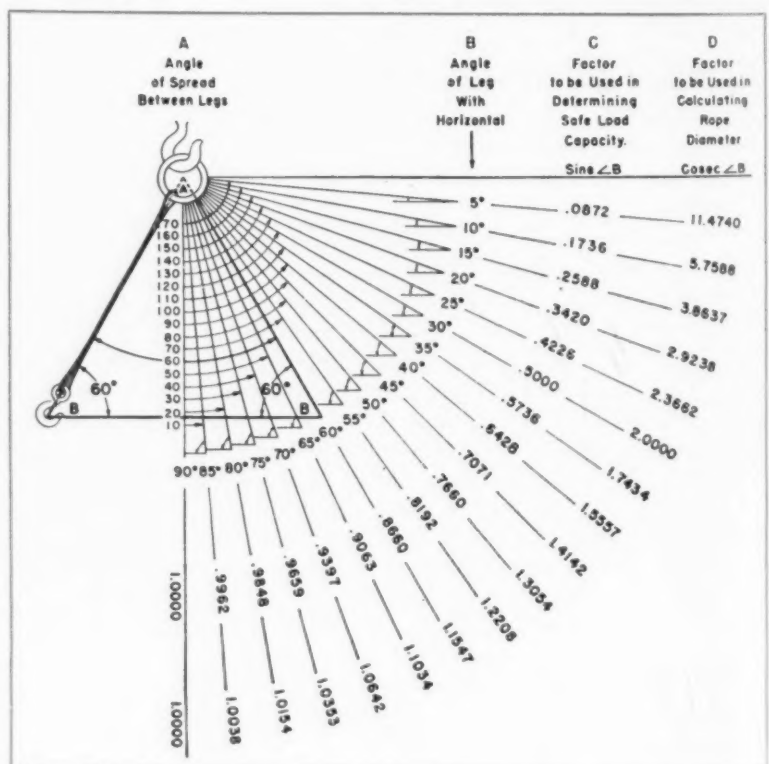 A
Angle
of Spread
Between Legs
B
Angle
of Leg
With
Horizontal
C
Factor
to be Used in
Determining
Safe Load
Capacity.
Sine ∠B
D
Factor
to be Used in
Calculating
Rope
Diameter
Cosec ∠B
A
170
160
150
140
130
120
110
100
90
80
70
60
50
40
30
20
10
60°
60°
B
B
5° .0872 11.4740
10° .1736 5.7588
15° .2588 3.8637
20° .3420 2.9238
25° .4226 2.3662
30° .5000 2.0000
35° .5736 1.7434
40° .6428 1.5557
45° .7071 1.4142
50° .7660 1.3054
55° .8192 1.2208
60° .8660 1.1547
65° .9063 1.1034
70° .9397 1.0642
75° .9659 1.0353
80° .9848 1.0154
85° .9962 1.0038
90° 1.0000 1.0000